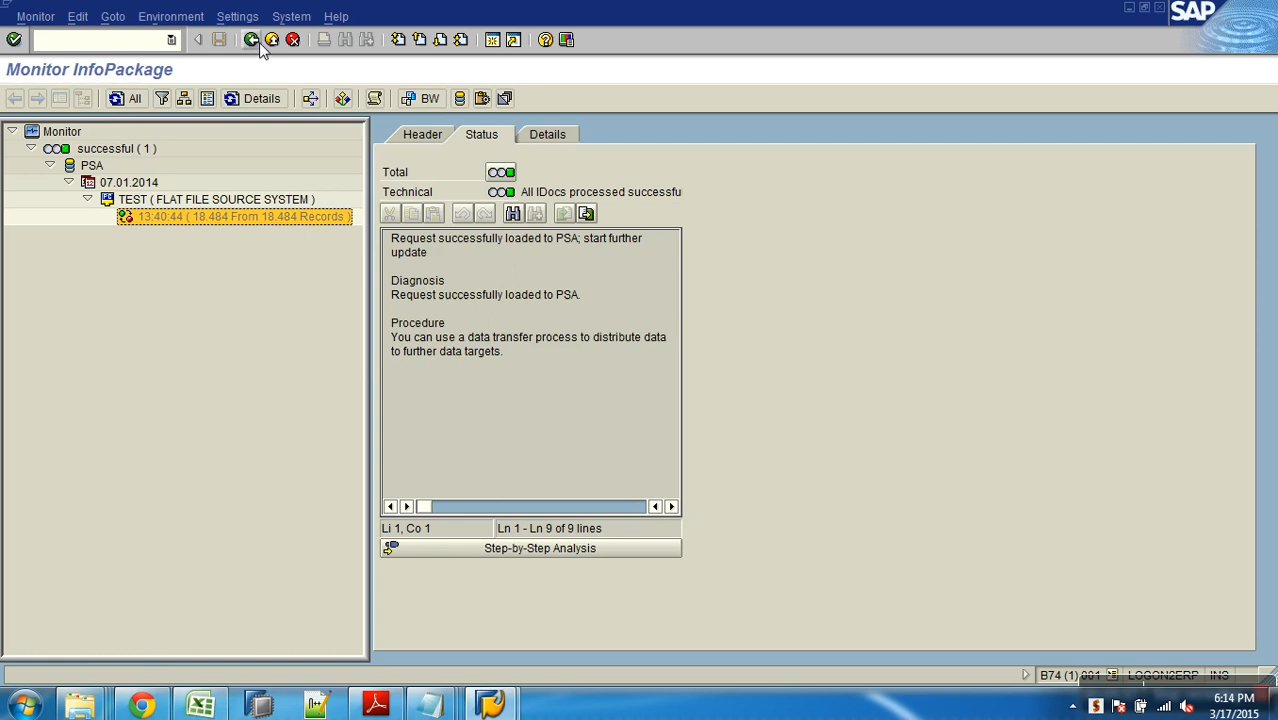 Monitor Edit Goto Environment Settings System Help
SAP
Monitor InfoPackage
All Details BW
Monitor
successful ( 1 )
PSA
07.01.2014
TEST ( FLAT FILE SOURCE SYSTEM )
13:40:44 ( 18.484 From 18.484 Records )
Header Status Details
Total
Technical All IDocs processed successfu
Request successfully loaded to PSA; start further
update
Diagnosis
Request successfully loaded to PSA.
Procedure
You can use a data transfer process to distribute data
to further data targets.
Li 1, Co 1 Ln 1 - Ln 9 of 9 lines
Step-by-Step Analysis
B74 (1) 001 LOGON2ERP INS
6:14 PM
3/17/2015